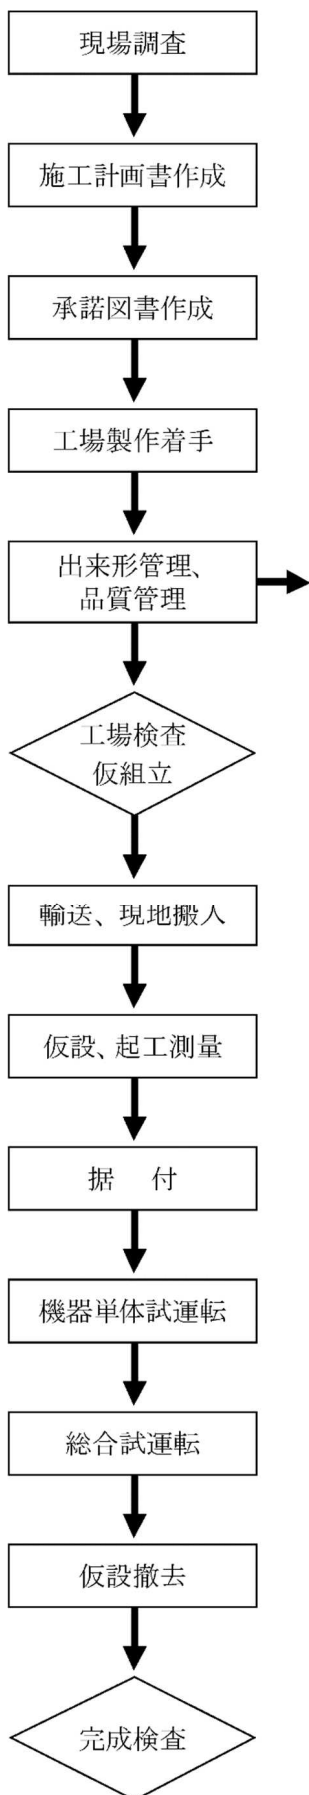 現場調査
施工計画書作成
承諾図書作成
工場製作着手
出来形管理、
品質管理
工場検査
仮組立
輸送、現地搬人
仮設、起工測量
据 付
機器単体試運転
総合試運転
仮設撤去
完成検査